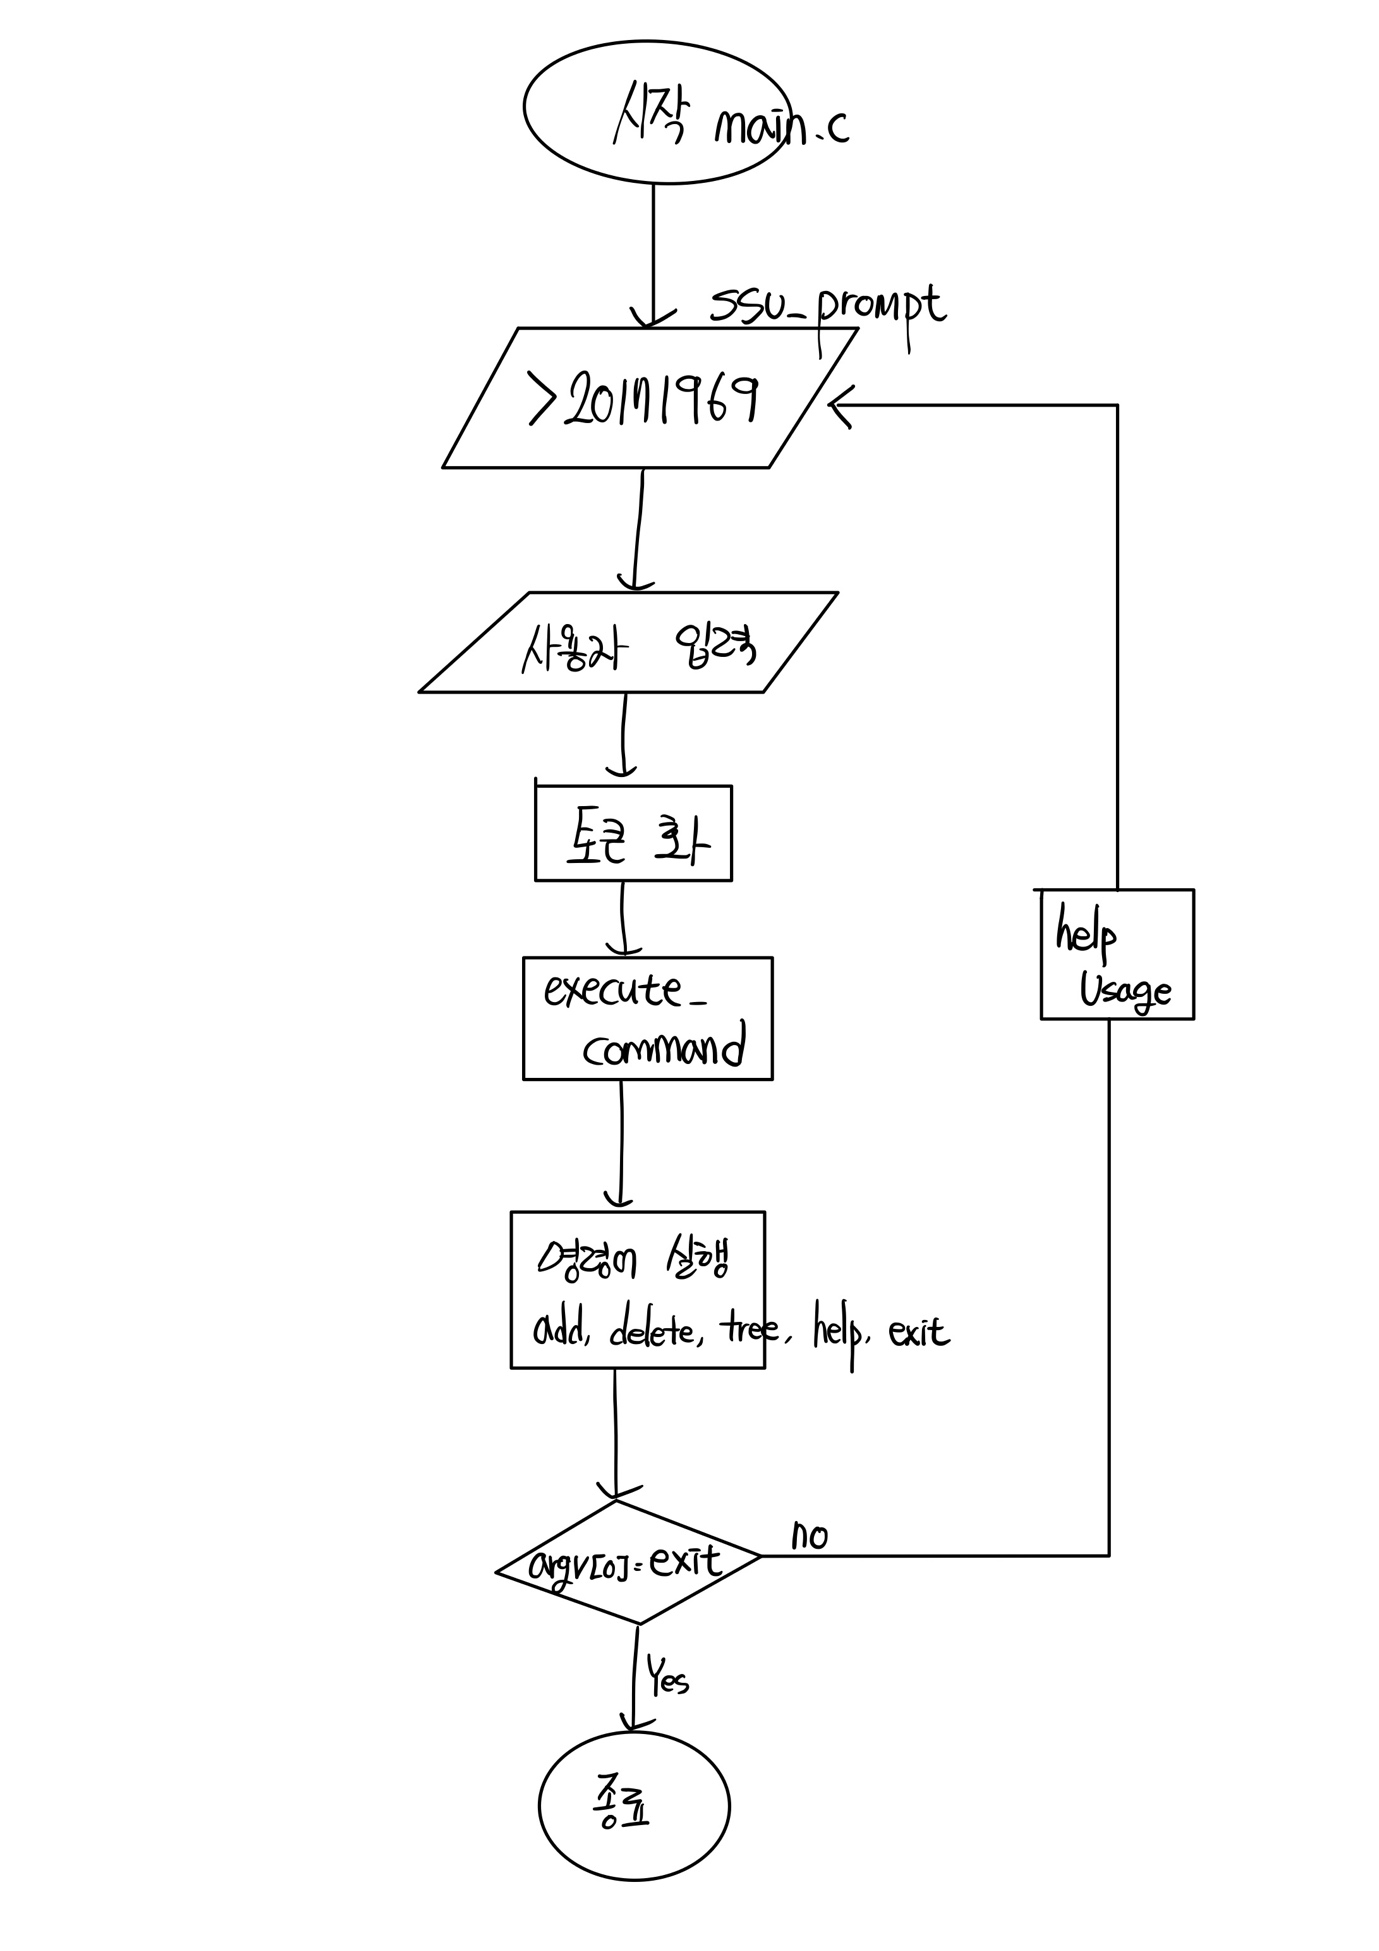 시작 main.c
ssu_prompt
>20171969
사용자 입력
토큰 화
execute_
command
help
Usage
명령어 실행
add, delete, tree, help, exit
argv[0]=exit
no
Yes
종료